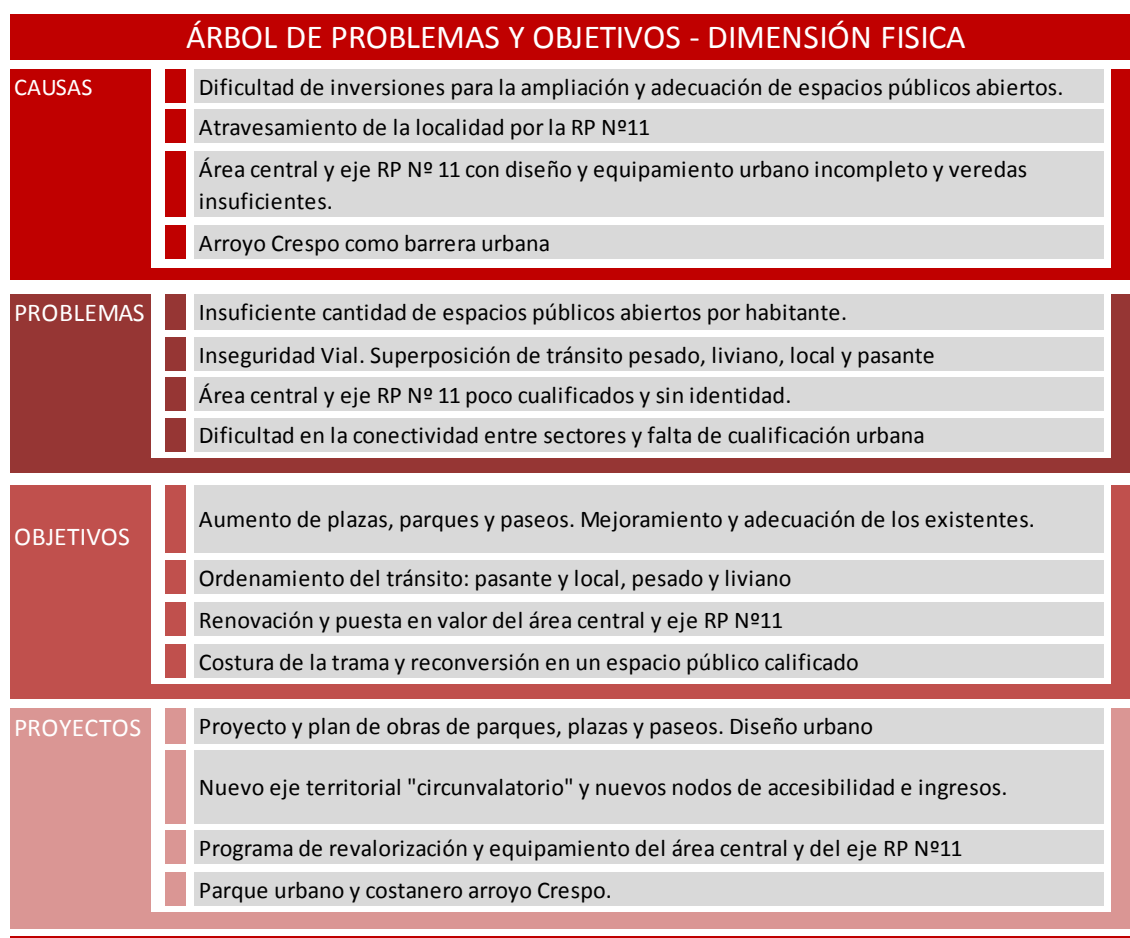 ÁRBOL DE PROBLEMAS Y OBJETIVOS - DIMENSIÓN FISICA
CAUSAS
Dificultad de inversiones para la ampliación y adecuación de espacios públicos abiertos.
Atravesamiento de la localidad por la RP Nº11
Área central y eje RP Nº 11 con diseño y equipamiento urbano incompleto y veredas
insuficientes.
Arroyo Crespo como barrera urbana
PROBLEMAS
Insuficiente cantidad de espacios públicos abiertos por habitante.
Inseguridad Vial. Superposición de tránsito pesado, liviano, local y pasante
Área central y eje RP Nº 11 poco cualificados y sin identidad.
Dificultad en la conectividad entre sectores y falta de cualificación urbana
OBJETIVOS
Aumento de plazas, parques y paseos. Mejoramiento y adecuación de los existentes.
Ordenamiento del tránsito: pasante y local, pesado y liviano
Renovación y puesta en valor del área central y eje RP Nº11
Costura de la trama y reconversión en un espacio público calificado
PROYECTOS
Proyecto y plan de obras de parques, plazas y paseos. Diseño urbano
Nuevo eje territorial "circunvalatorio" y nuevos nodos de accesibilidad e ingresos.
Programa de revalorización y equipamiento del área central y del eje RP Nº11
Parque urbano y costanero arroyo Crespo.